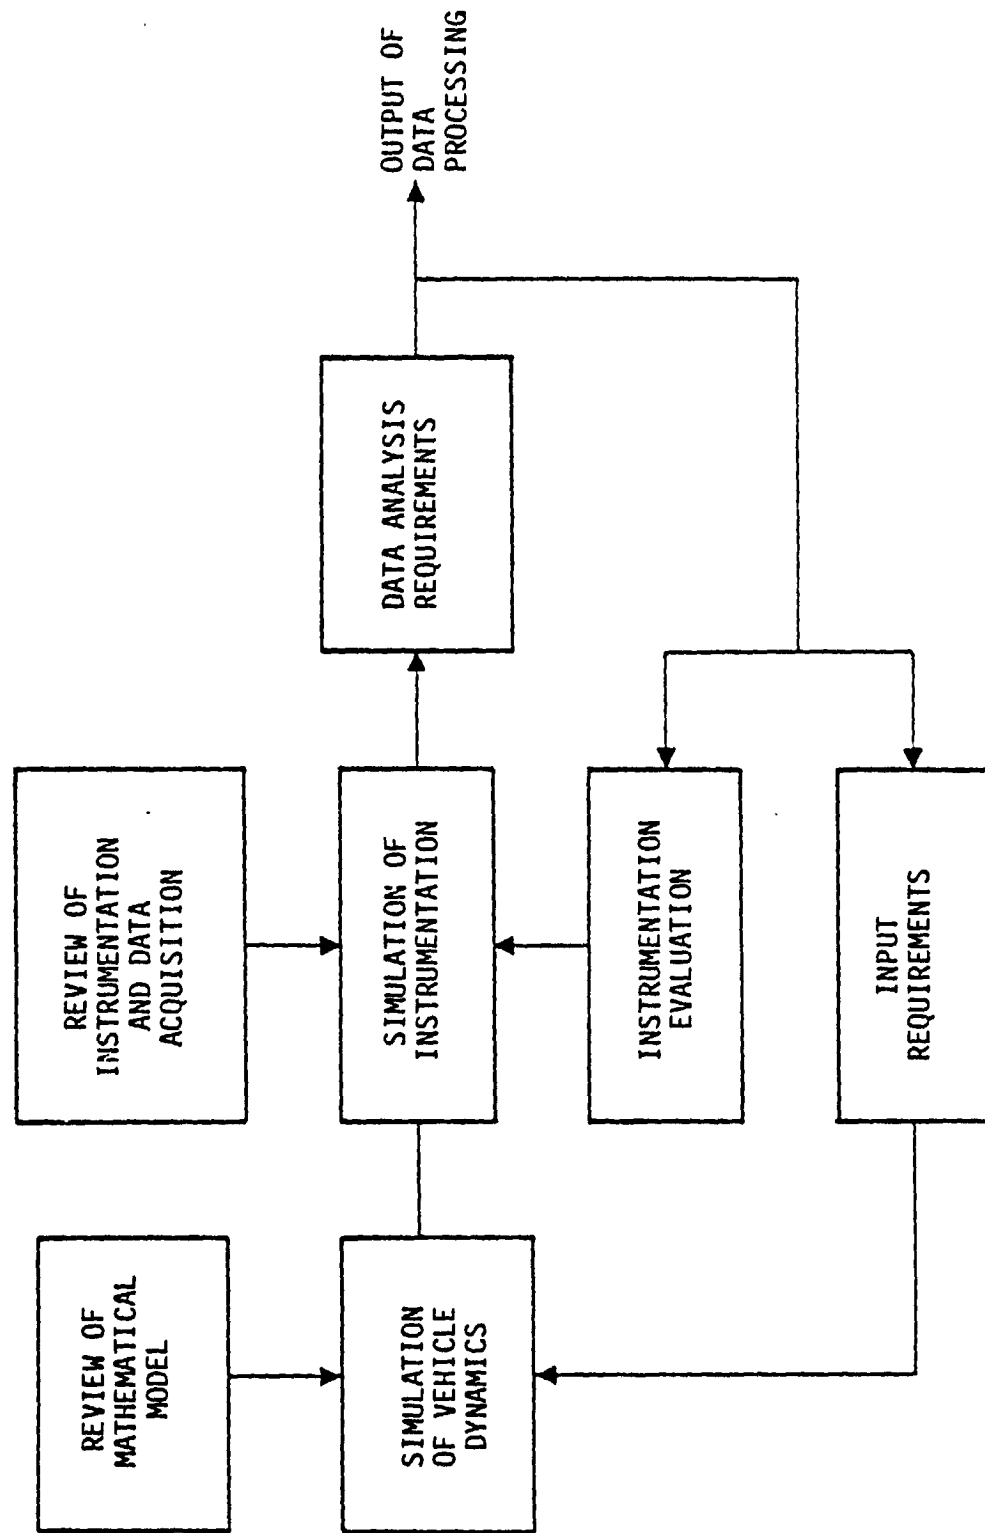 REVIEW OF
MATHEMATICAL
MODEL
REVIEW OF
INSTRUMENTATION
AND DATA
ACQUISITION
SIMULATION
OF VEHICLE
DYNAMICS
SIMULATION OF
INSTRUMENTATION
DATA ANALYSIS
REQUIREMENTS
OUTPUT OF
DATA
PROCESSING
INSTRUMENTATION
EVALUATION
INPUT
REQUIREMENTS